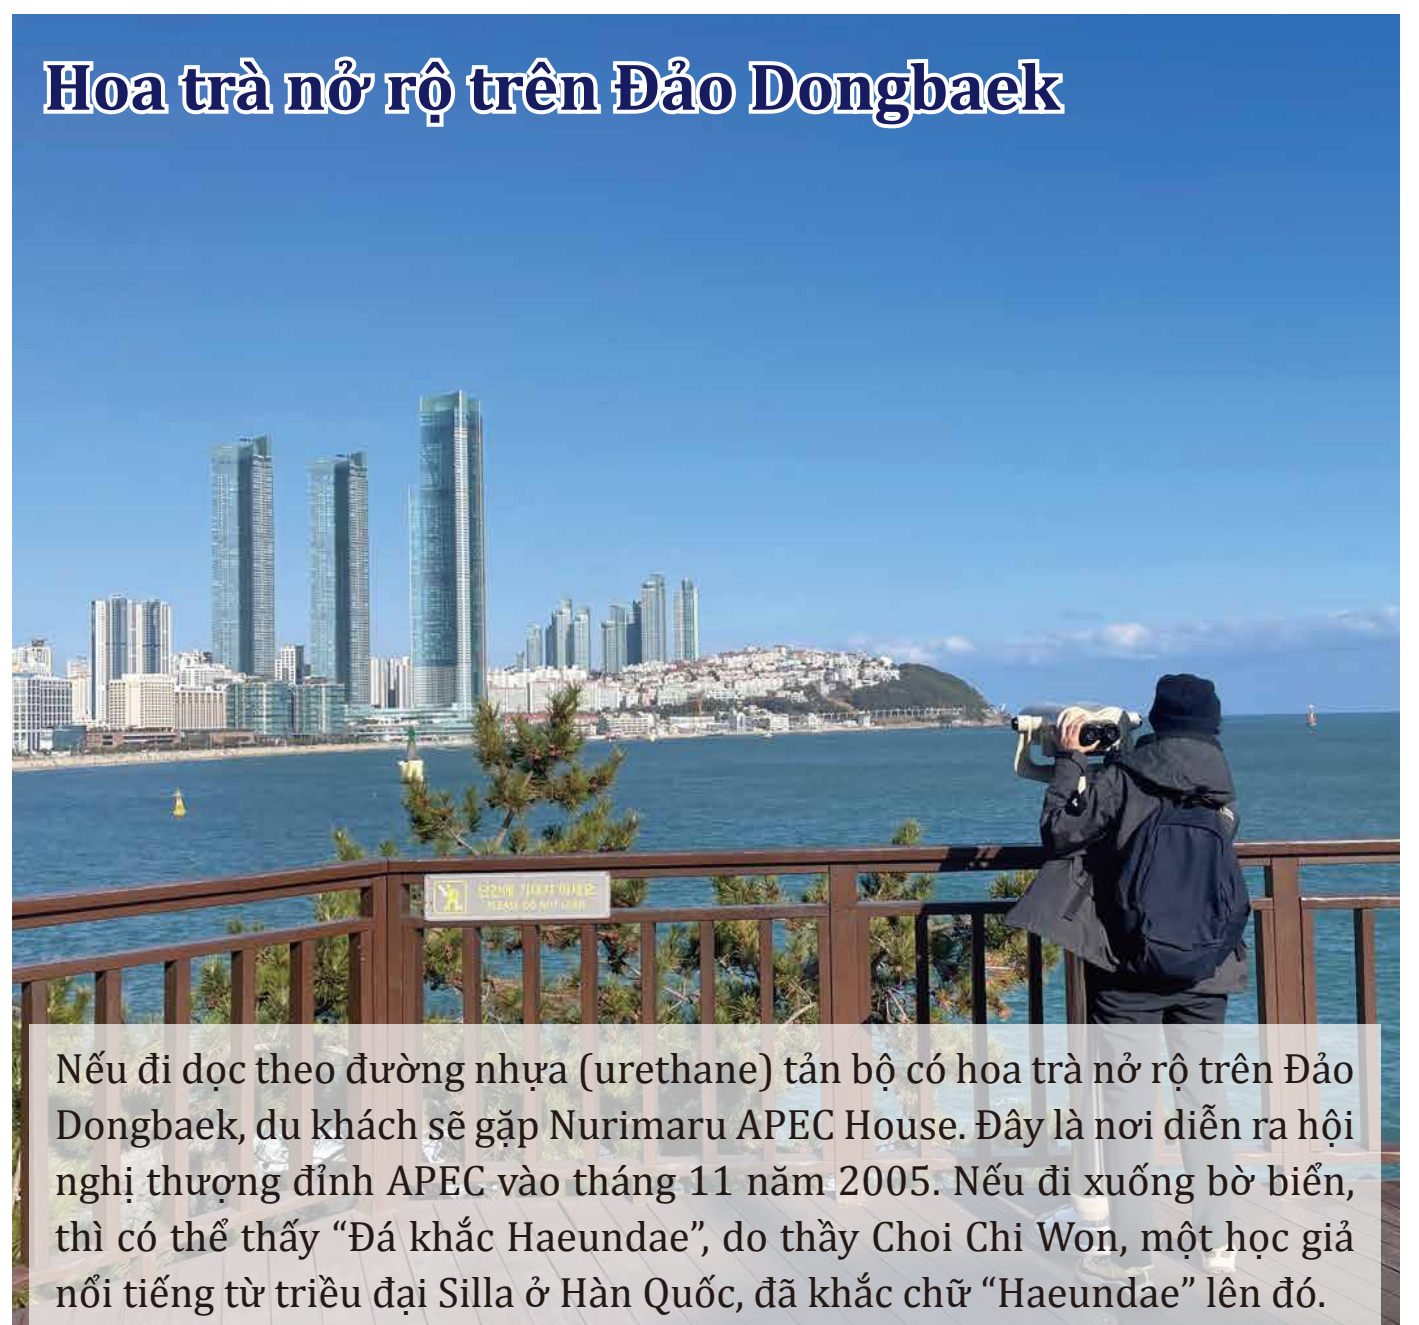 Hoa trà nở rộ trên Đảo Dongbaek
PLEASE DO NOT LEAN
Nếu đi dọc theo đường nhựa (urethane) tản bộ có hoa trà nở rộ trên Đảo
Dongbaek, du khách sẽ gặp Nurimaru APEC House. Đây là nơi diễn ra hội
nghị thượng đỉnh APEC vào tháng 11 năm 2005. Nếu đi xuống bờ biển,
thì có thể thấy “Đá khắc Haeundae”, do thầy Choi Chi Won, một học giả
nổi tiếng từ triều đại Silla ở Hàn Quốc, đã khắc chữ “Haeundae” lên đó.